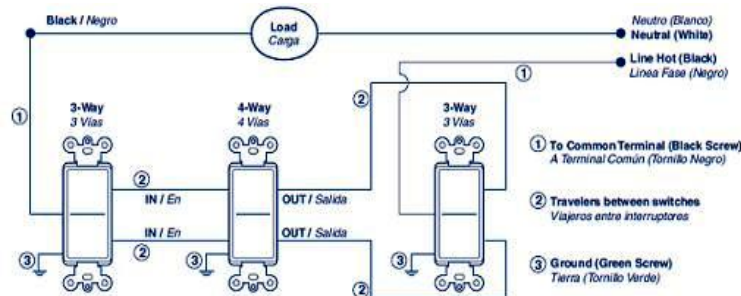 Black / Negro
Load
Carga
Neutro (Blanco)
Neutral (White)
Line Hot (Black)
Linea Fase (Negro)
1
2
1
3-Way
3 Vías
4-Way
4 Vías
3-Way
3 Vías
1 To Common Terminal (Black Screw)
A Terminal Común (Tornillo Negro)
2
IN / En
OUT / Salida
2 Travelers between switches
Viajeros entre interruptores
IN / En
OUT / Salida
2
3
3
3
3 Ground (Green Screw)
Tierra (Tornillo Verde)
2